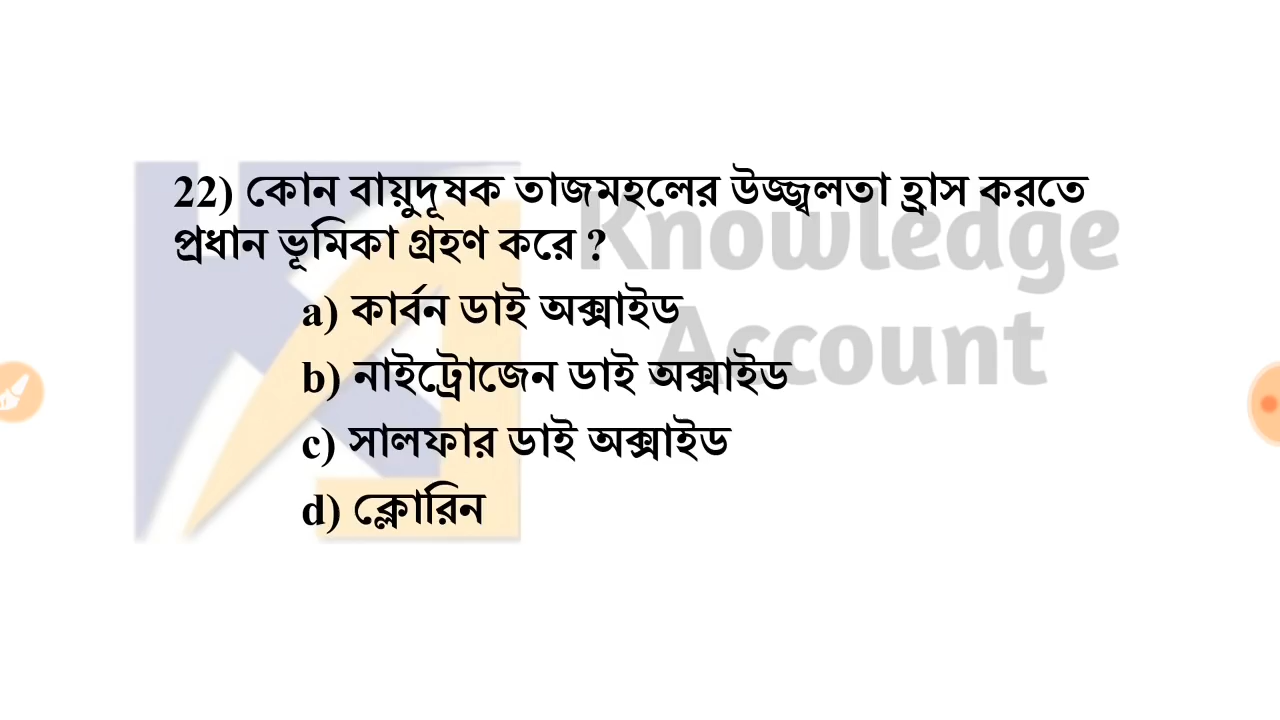 22) কোন বায়ুদূষক তাজমহলের উজ্জ্বলতা হ্রাস করতে
প্রধান ভূমিকা গ্রহণ করে ?
Knowledge
a) কার্বন ডাই অক্সাইড
Account
b) নাইট্রোজেন ডাই অক্সাইড
c) সালফার ডাই অক্সাইড
d) ক্লোরিন